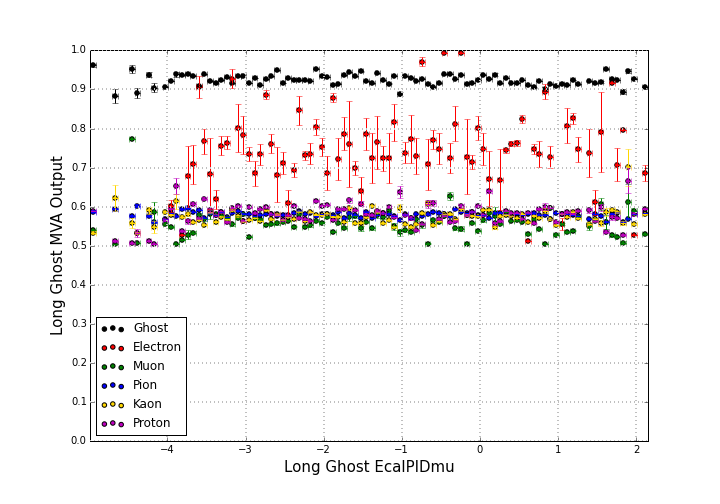 1.0
0.9
0.8
0.7
0.6
0.5
0.4
0.3
0.2
0.1
0.0
Long Ghost MVA Output
Ghost
Electron
Muon
Pion
Kaon
Proton
−4 −3 −2 −1 0 1 2
Long Ghost EcalPIDmu